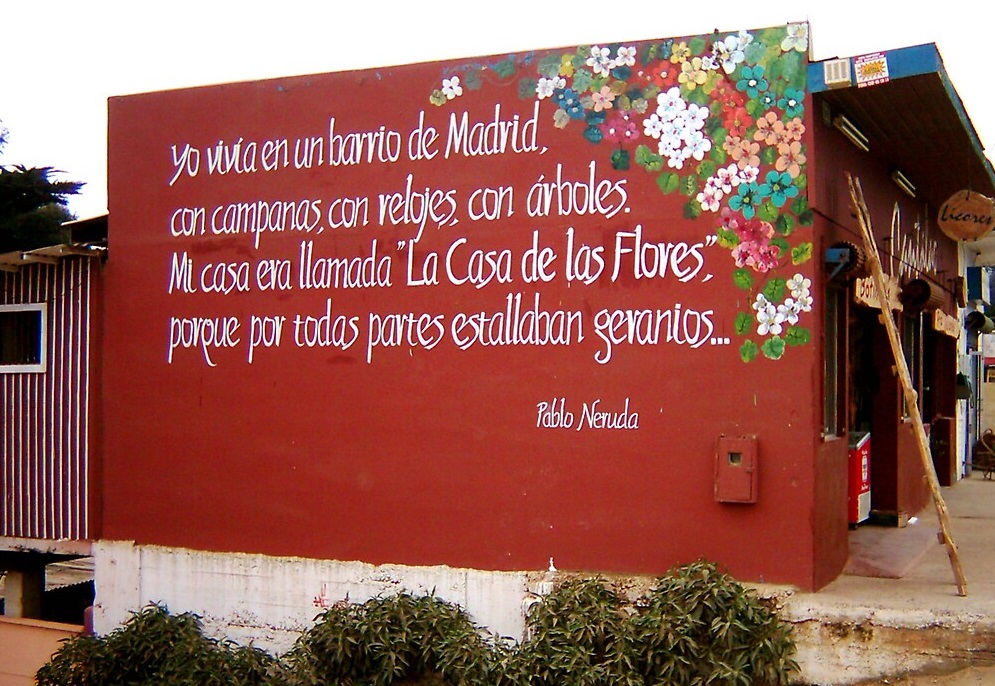 Yo vivía en un barrio de Madrid,
con campanas, con relojes, con árboles.
Mi casa era llamada "La Casa de las Flores",
porque por todas partes estallaban geranios...
Pablo Neruda
Licores